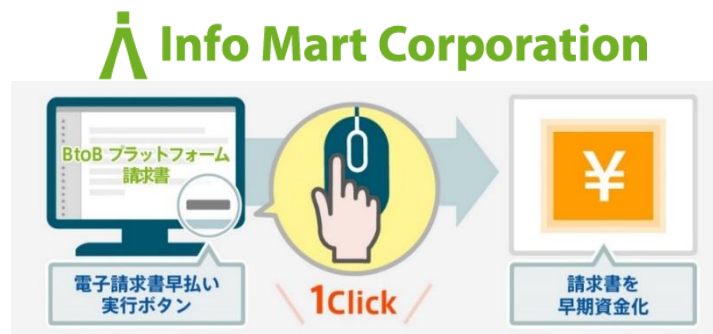 Info Mart Corporation
BtoB プラットフォーム
請求書
電子請求書早払い
実行ボタン
1Click
¥
請求書を
早期資金化